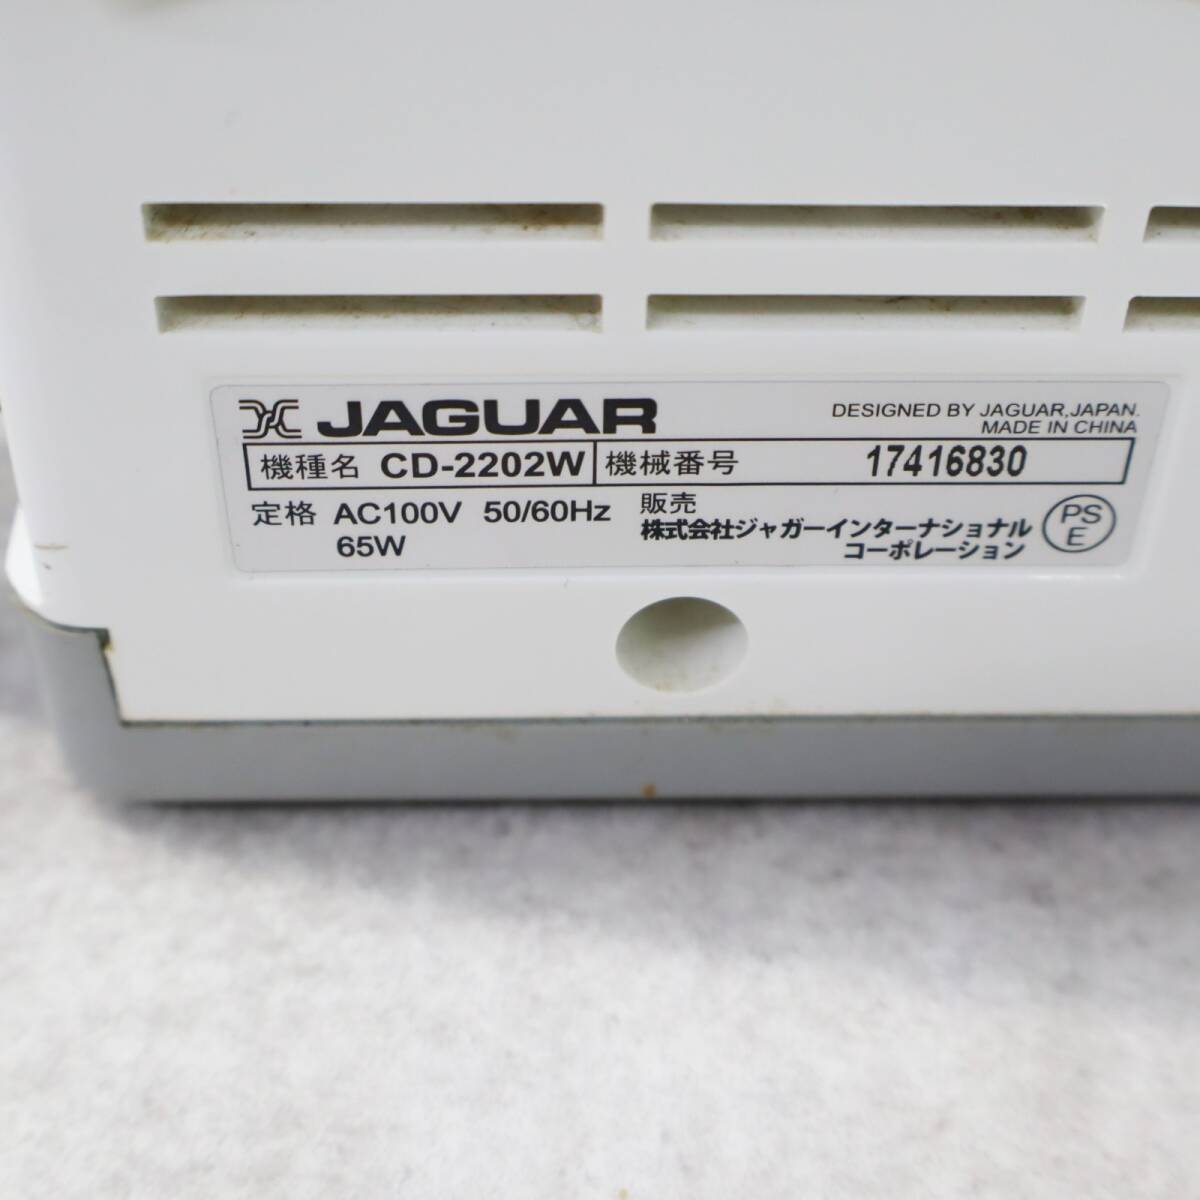 JAGUAR
DESIGNED BY JAGUAR,JAPAN.
MADE IN CHINA
機種名 CD-2202W 機械番号 17416830
定格 AC100V 50/60Hz
65W
販売
株式会社ジャガーインターナショナル
コーポレーション
PS
E